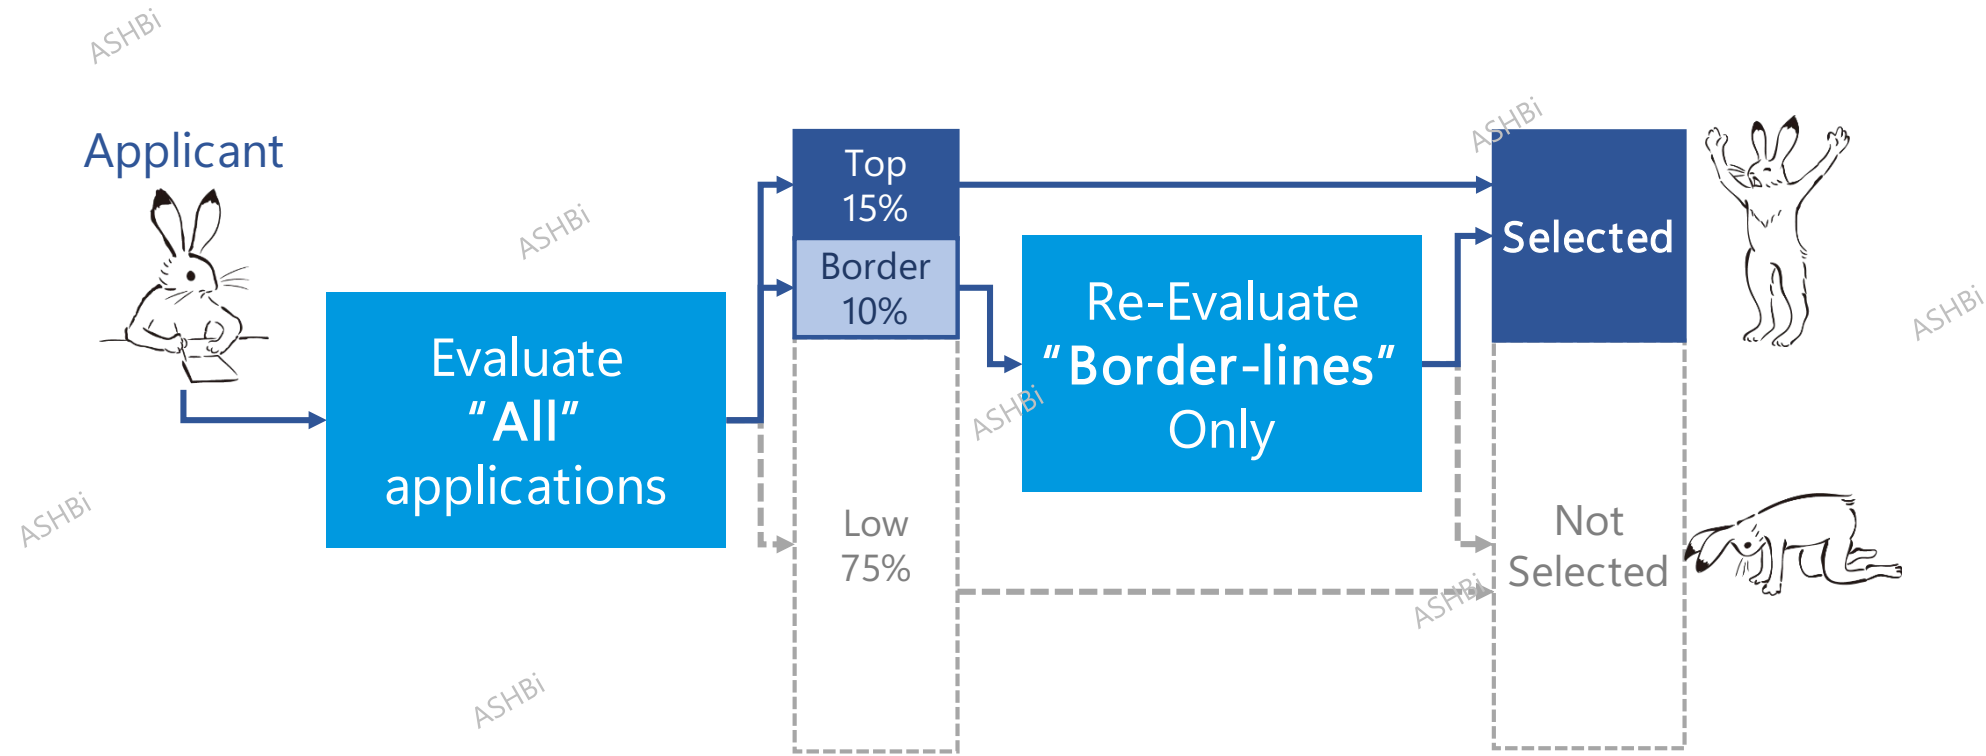 ASHBi
Applicant
ASHBi
Evaluate
“All”
applications
ASHBi
ASHBi
Top
15%
Border
10%
Low
75%
Re-Evaluate
“Border-lines”
Only
ASHBi
ASHBi
Selected
Not
Selected
ASHBi
ASHBi